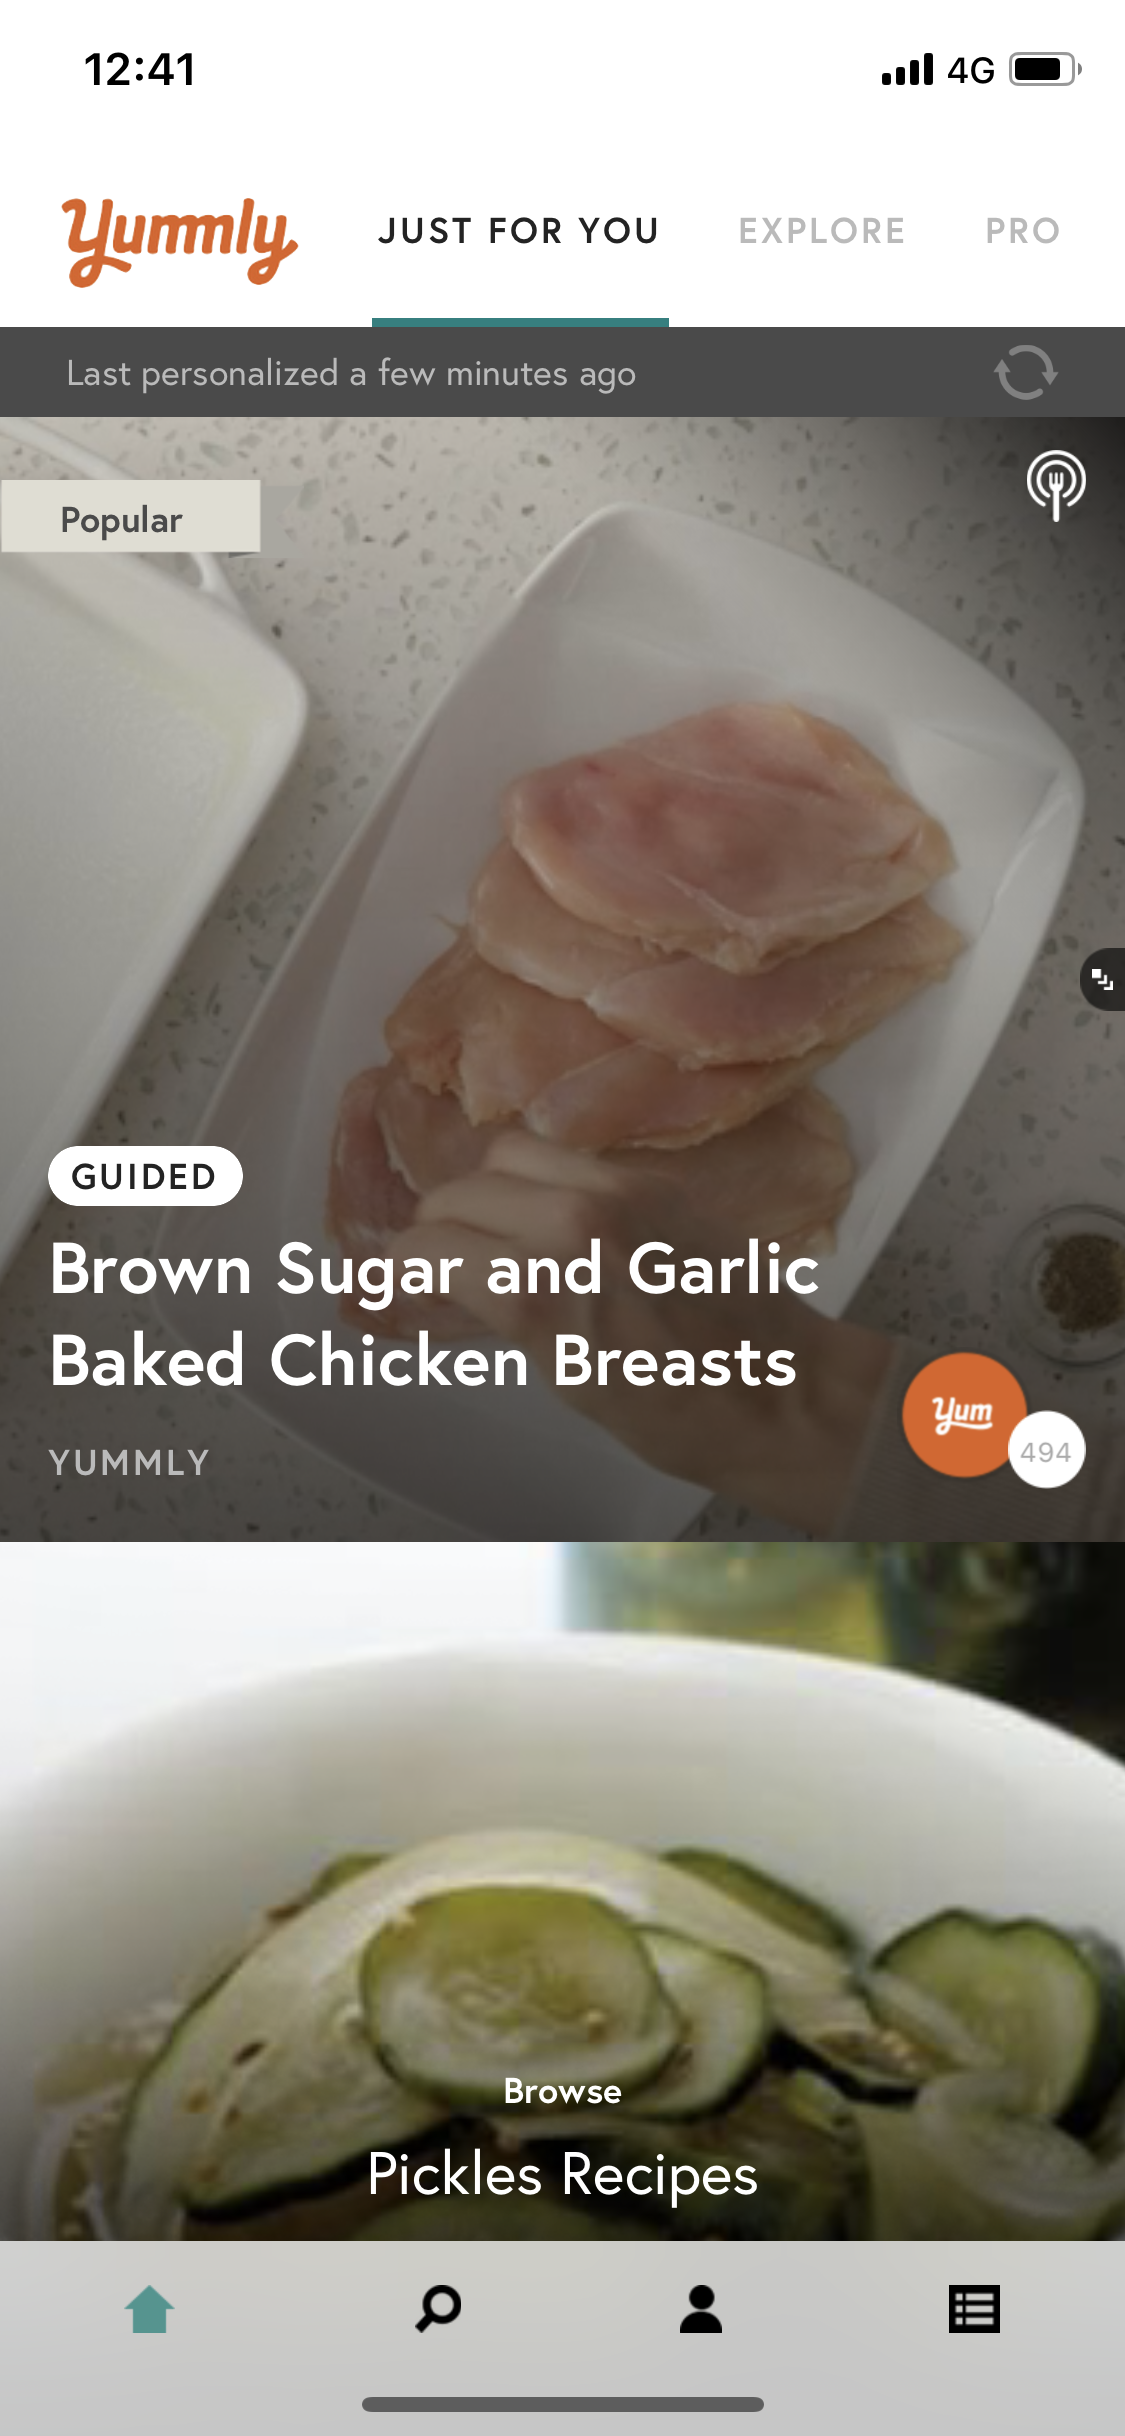 12:41
4G
Yummly
JUST FOR YOU
EXPLORE
PRO
Last personalized a few minutes ago
Popular
GUIDED
Brown Sugar and Garlic
Baked Chicken Breasts
YUMMLY
Yum
494
Browse
Pickles Recipes